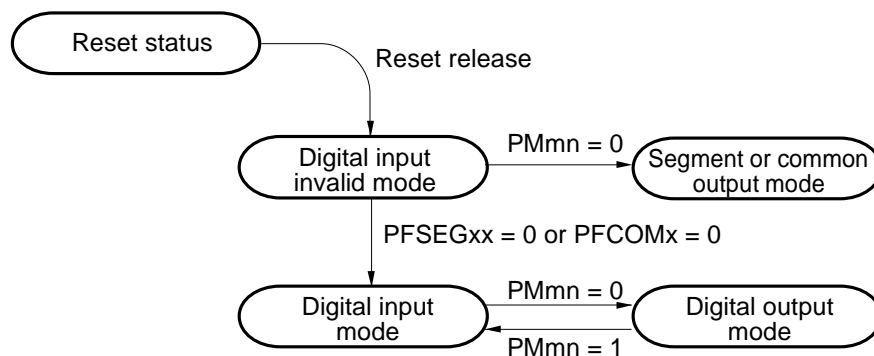 Reset status
Reset release
Digital input
invalid mode
PMmn = 0
Segment or common
output mode
PFSEGxx = 0 or PFCOMx = 0
Digital input
mode
PMmn = 0
PMmn = 1
Digital output
mode